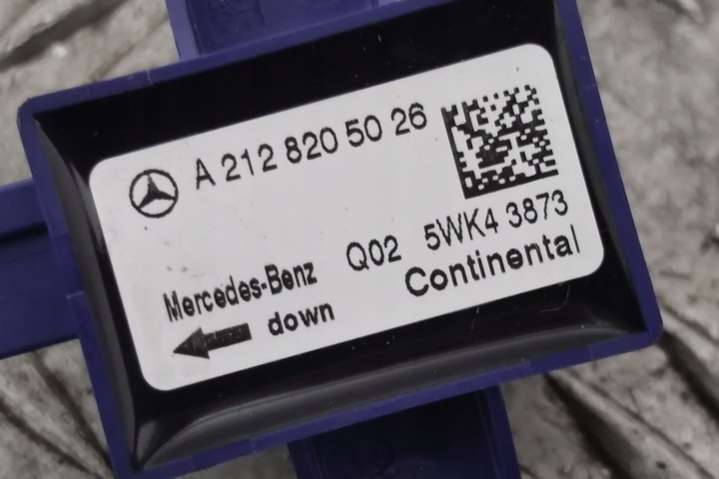 A 212 820 50 26
Q02 5WK4 3873
Mercedes-Benz Continental
down